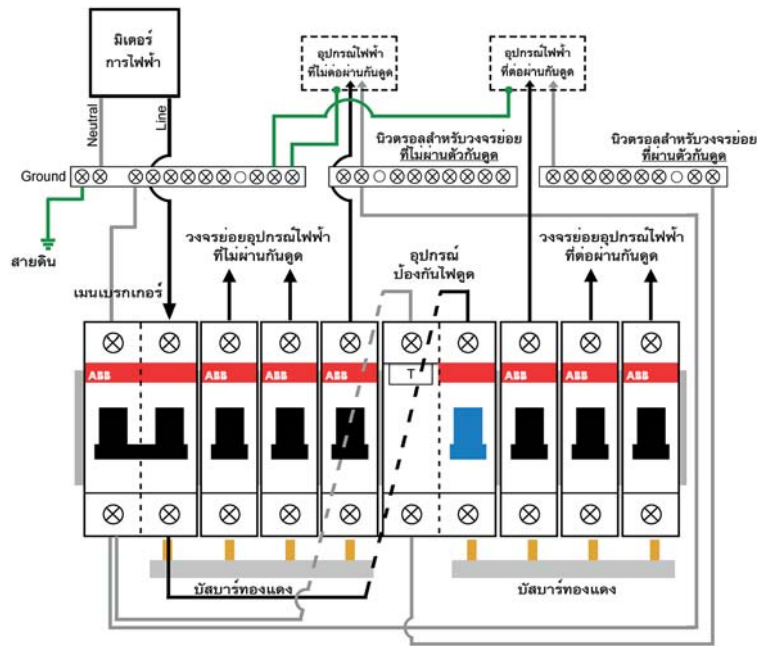 มิเตอร์
การไฟฟ้า
อุปกรณ์ไฟฟ้า
ที่ไม่ต่อผ่านกันดูด
อุปกรณ์ไฟฟ้า
ที่ต่อผ่านกันดูด
Neutral
Line
นิวตรอลสำหรับวงจรย่อย
ที่ไม่ผ่านตัวกันดูด
นิวตรอลสำหรับวงจรย่อย
ที่ผ่านตัวกันดูด
Ground
สายดิน
วงจรย่อยอุปกรณ์ไฟฟ้า
ที่ไม่ผ่านกันดูด
อุปกรณ์
ป้องกันไฟดูด
วงจรย่อยอุปกรณ์ไฟฟ้า
ที่ต่อผ่านกันดูด
เมนเบรกเกอร์
ABB
ABB
ABB
ABB
T
ABB
ABB
ABB
ABB
บัสบาร์ทองแดง
บัสบาร์ทองแดง